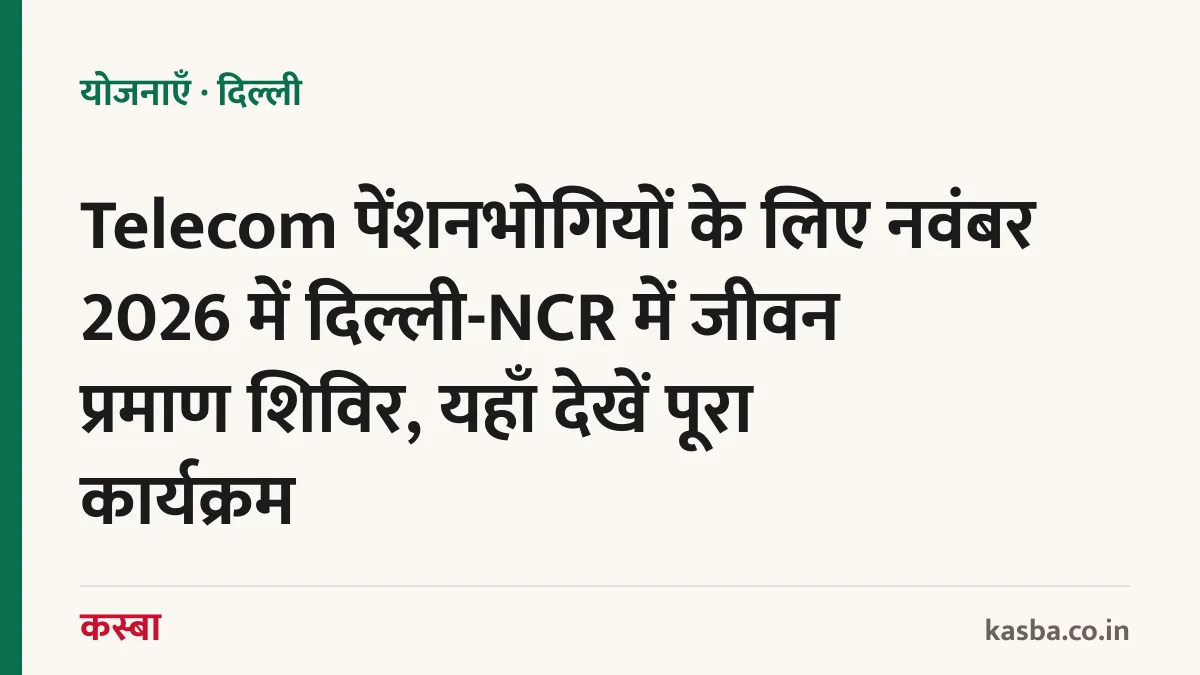 योजनाएँ · दिल्ली
Telecom पेंशनभोगियों के लिए नवंबर
2026 में दिल्ली-NCR में जीवन
प्रमाण शिविर, यहाँ देखें पूरा
कार्यक्रम
कस्बा
kasba.co.in